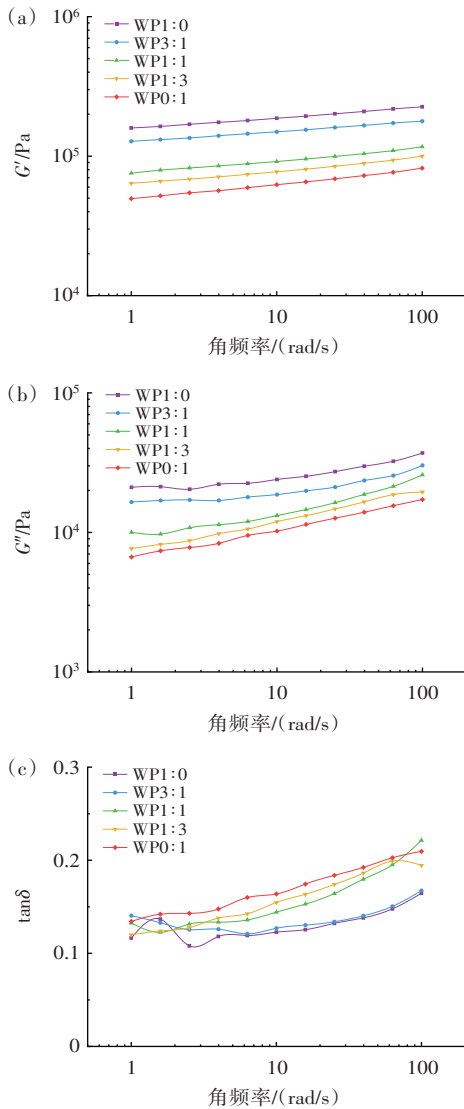 (a)
10⁶
WP1∶0
WP3∶1
WP1∶1
WP1∶3
WP0∶1
G′/Pa
10⁵
10⁴
1
10
100
角频率/(rad/s)
(b)
10⁵
WP1∶0
WP3∶1
WP1∶1
WP1∶3
WP0∶1
G″/Pa
10⁴
10³
1
10
100
角频率/(rad/s)
(c)
0.3
WP1∶0
WP3∶1
WP1∶1
WP1∶3
WP0∶1
0.2
tanδ
0.1
0
1
10
100
角频率/(rad/s)